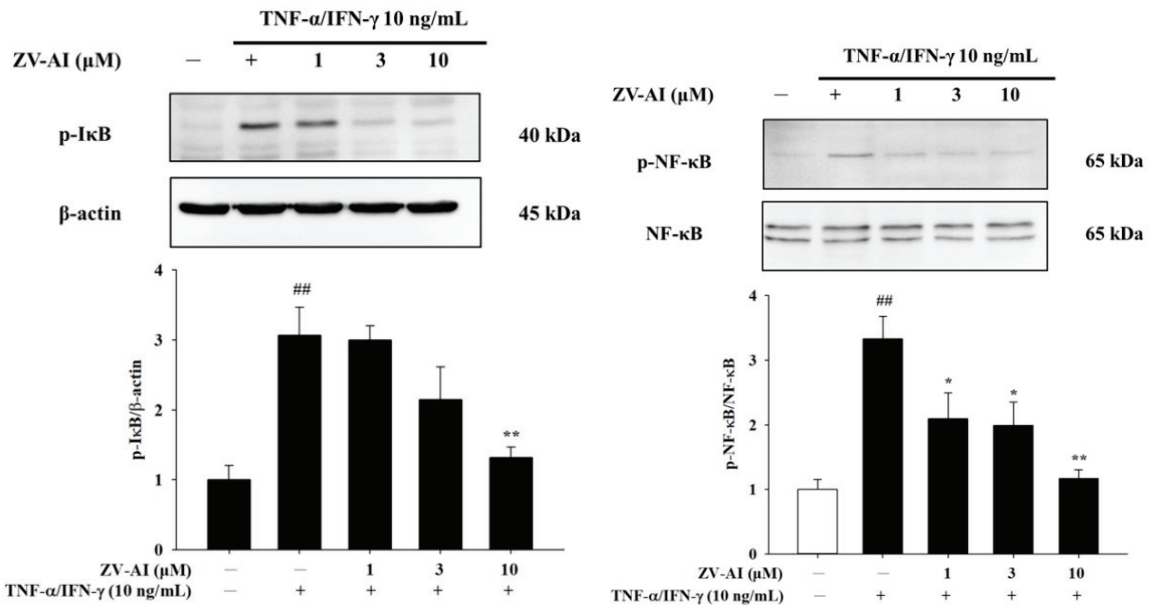 TNF-α/IFN-γ 10 ng/mL
ZV-AI (μM) — + 1 3 10
p-IκB 40 kDa
β-actin 45 kDa
4
3
2
1
0
p-IκB/β-actin
##
**
ZV-AI (μM) — — 1 3 10
TNF-α/IFN-γ (10 ng/mL) — + + + +
TNF-α/IFN-γ 10 ng/mL
ZV-AI (μM) — + 1 3 10
p-NF-κB 65 kDa
NF-κB 65 kDa
4
3
2
1
0
p-NF-κB/NF-κB
##
*
*
**
ZV-AI (μM) — — 1 3 10
TNF-α/IFN-γ (10 ng/mL) — + + + +